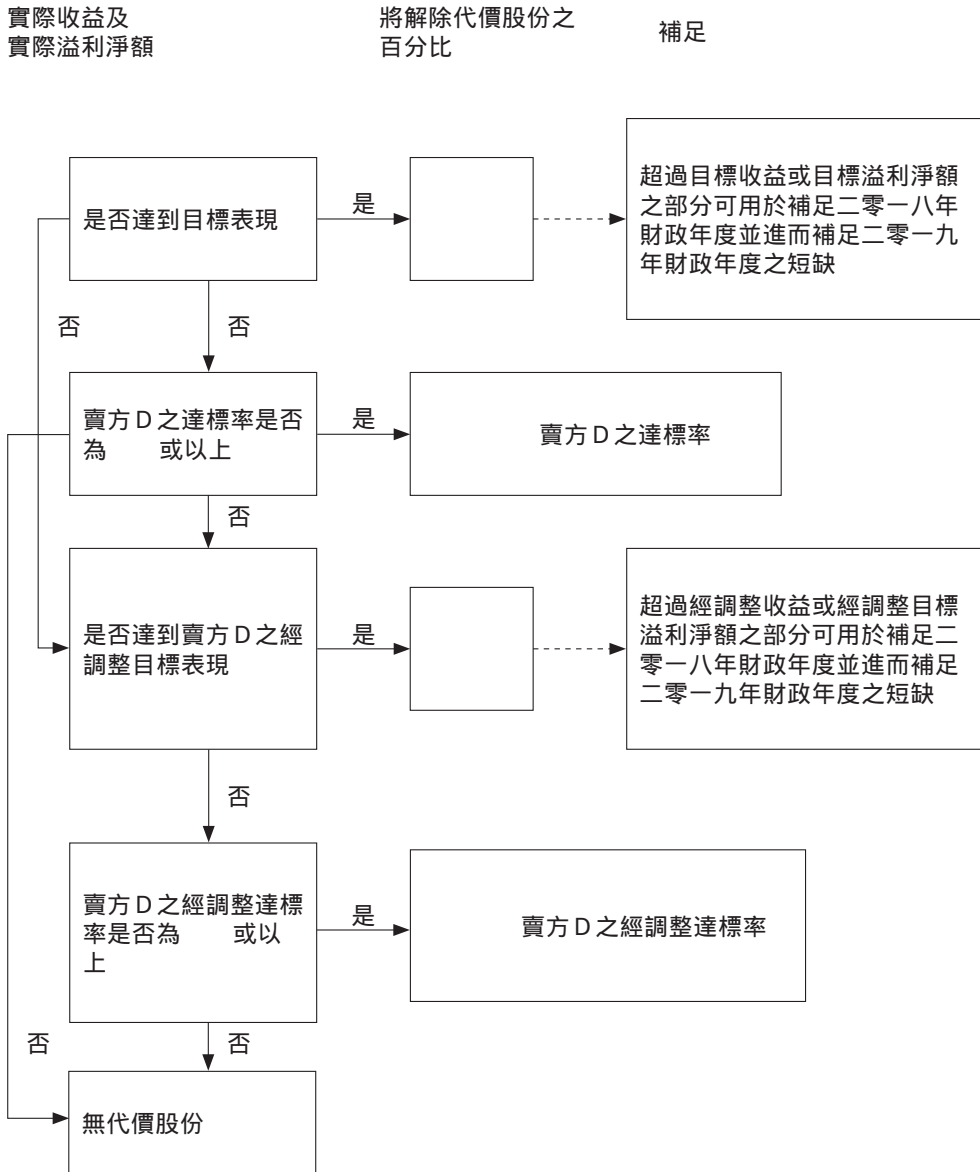 實際收益及
實際溢利淨額
將解除代價股份之
百分比
補足
是否達到目標表現
是
超過目標收益或目標溢利淨額
之部分可用於補足二零一八年
財政年度並進而補足二零一九
年財政年度之短缺
否
否
賣方D之達標率是否
為 或以上
是
賣方D之達標率
否
是否達到賣方D之經
調整目標表現
是
超過經調整收益或經調整目標
溢利淨額之部分可用於補足二
零一八年財政年度並進而補足
二零一九年財政年度之短缺
否
賣方D之經調整達標
率是否為 或以
上
是
賣方D之經調整達標率
否
否
無代價股份